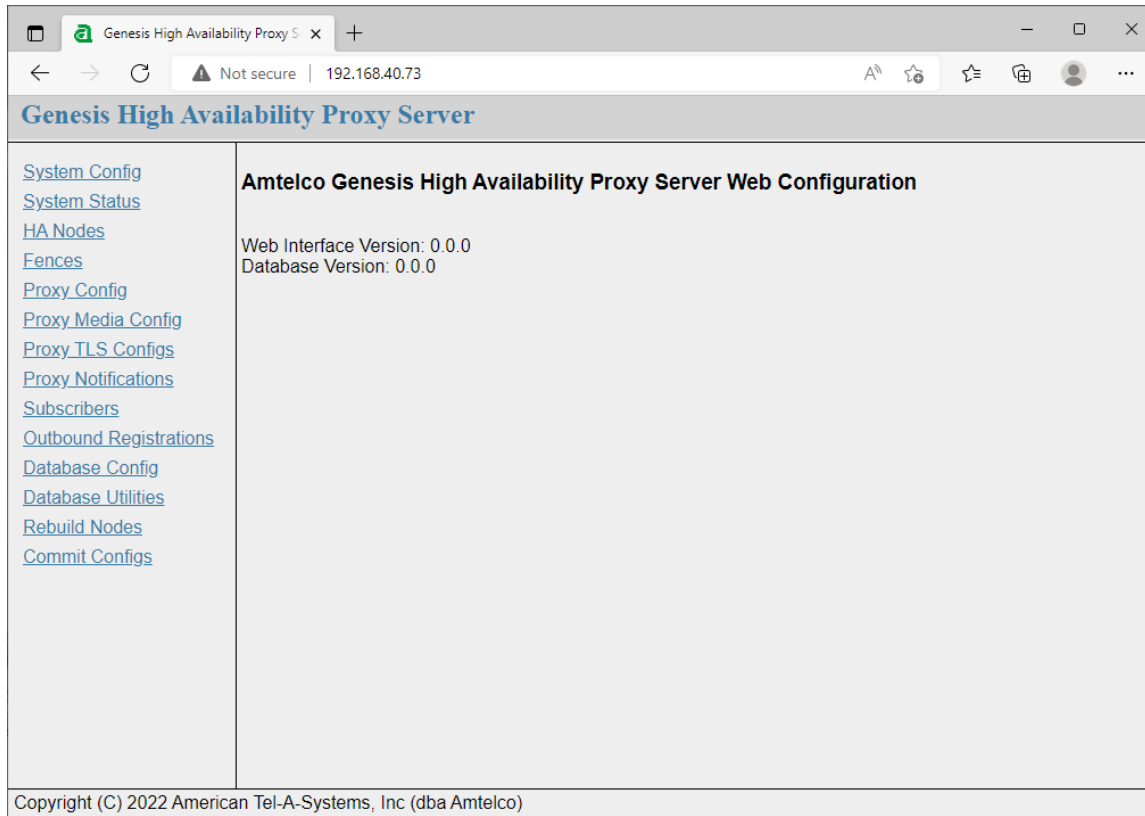 Genesis High Availability Proxy S
Not secure | 192.168.40.73
Genesis High Availability Proxy Server
System Config
System Status
HA Nodes
Fences
Proxy Config
Proxy Media Config
Proxy TLS Configs
Proxy Notifications
Subscribers
Outbound Registrations
Database Config
Database Utilities
Rebuild Nodes
Commit Configs
Amtelco Genesis High Availability Proxy Server Web Configuration
Web Interface Version: 0.0.0
Database Version: 0.0.0
Copyright (C) 2022 American Tel-A-Systems, Inc (dba Amtelco)